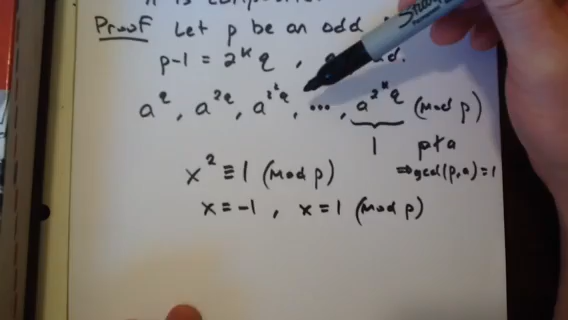 Proof Let p be an odd
p-1 = 2^k q ,
a^q, a^{2q}, a^{2^2 q}, ..., a^{2^k q} (mod p)
1 p∤a
x^2 ≡ 1 (mod p) ⇒gcd(p,a)=1
x=-1 , x=1 (mod p)